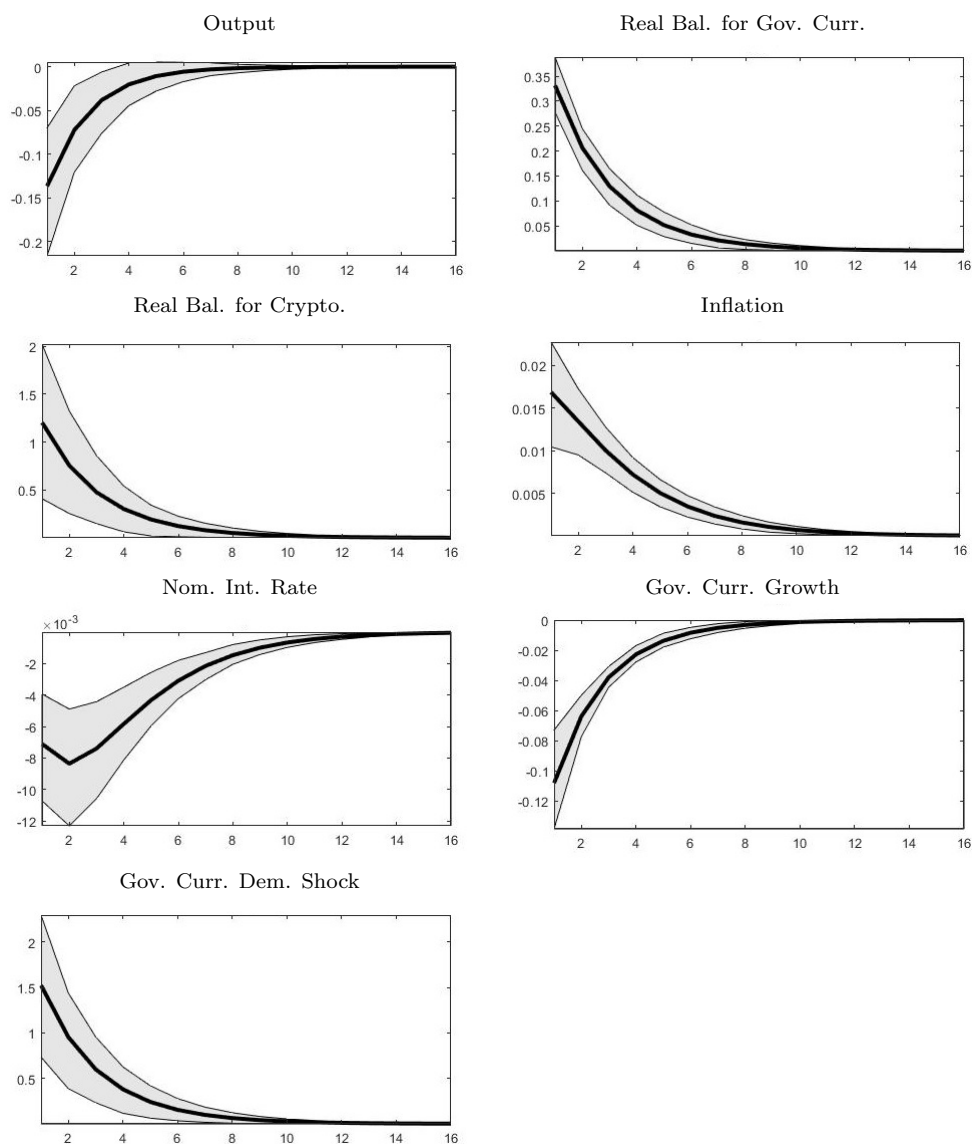 Output
0
-0.05
-0.1
-0.15
-0.2
2 4 6 8 10 12 14 16
Real Bal. for Gov. Curr.
0.35
0.3
0.25
0.2
0.15
0.1
0.05
2 4 6 8 10 12 14 16
Real Bal. for Crypto.
2
1.5
1
0.5
2 4 6 8 10 12 14 16
Inflation
0.02
0.015
0.01
0.005
2 4 6 8 10 12 14 16
Nom. Int. Rate
×10⁻³
-2
-4
-6
-8
-10
-12
2 4 6 8 10 12 14 16
Gov. Curr. Growth
0
-0.02
-0.04
-0.06
-0.08
-0.1
-0.12
2 4 6 8 10 12 14 16
Gov. Curr. Dem. Shock
2
1.5
1
0.5
2 4 6 8 10 12 14 16